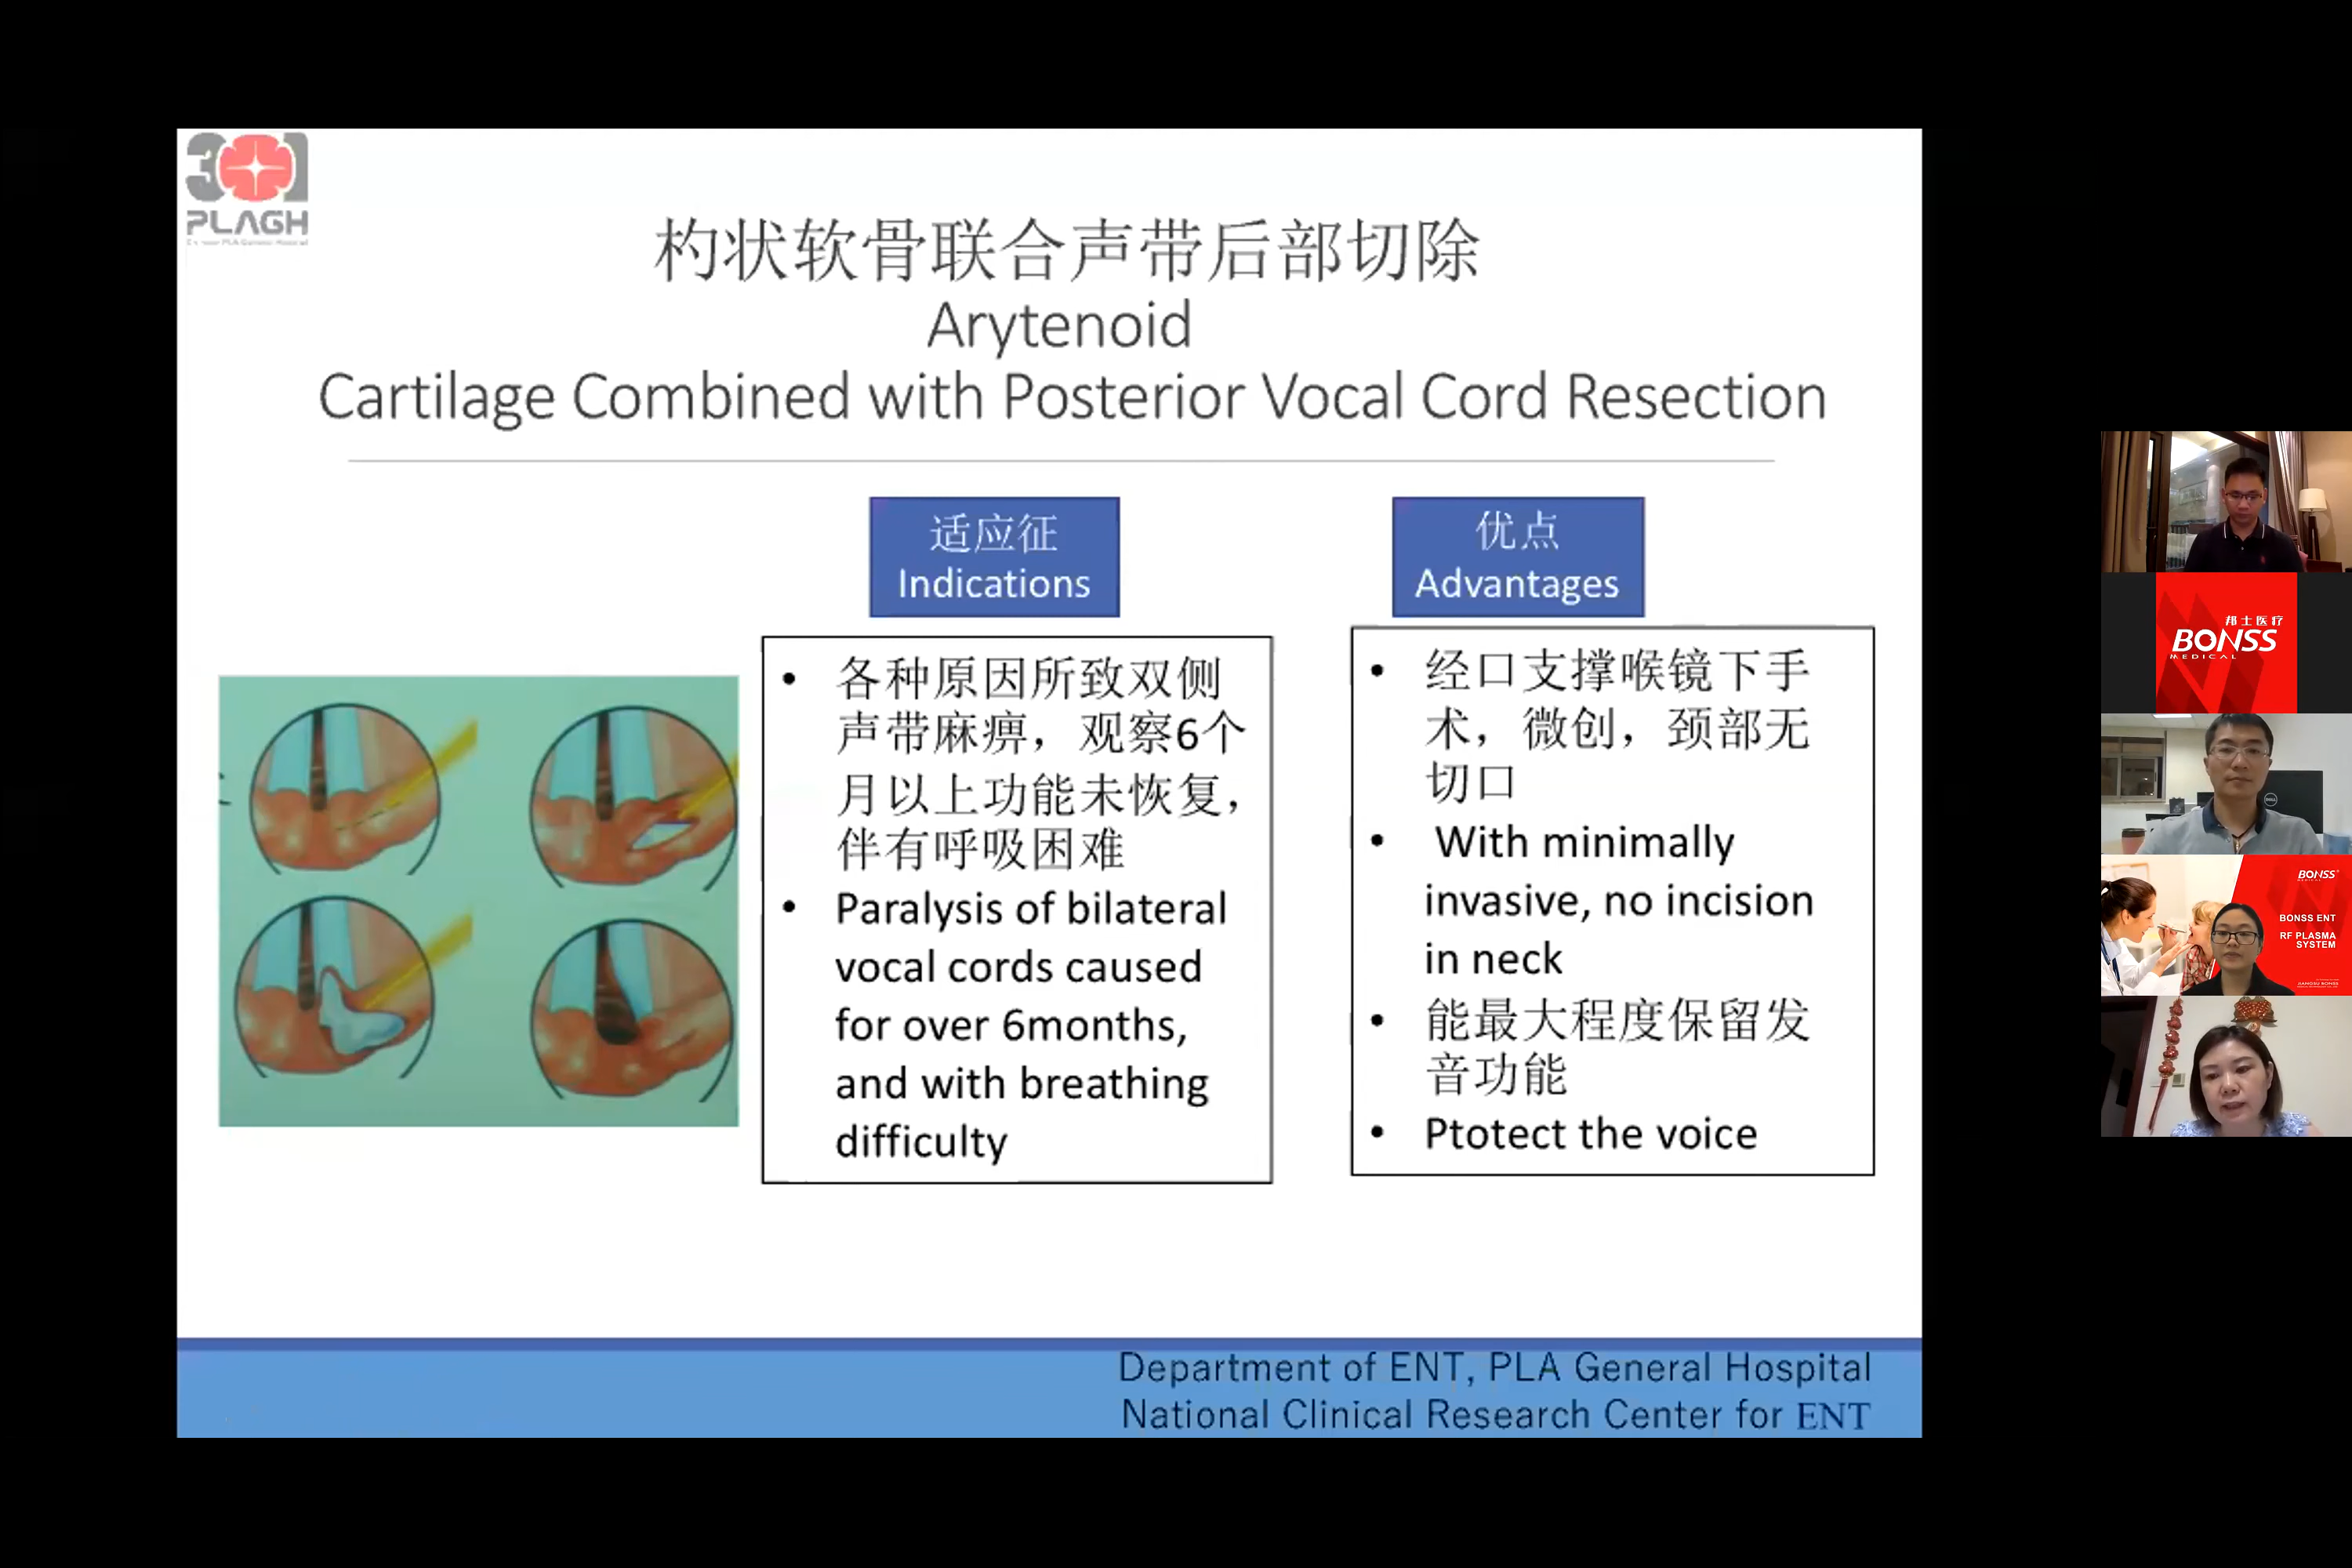 301
PLAGH
杓状软骨联合声带后部切除
Arytenoid
Cartilage Combined with Posterior Vocal Cord Resection
适应征
Indications
• 各种原因所致双侧
声带麻痹，观察6个
月以上功能未恢复，
伴有呼吸困难
• Paralysis of bilateral
vocal cords caused
for over 6months,
and with breathing
difficulty
优点
Advantages
• 经口支撑喉镜下手
术，微创，颈部无
切口
• With minimally
invasive, no incision
in neck
• 能最大程度保留发
音功能
• Ptotect the voice
Department of ENT, PLA General Hospital
National Clinical Research Center for ENT
邦士医疗
BONSS
MEDICAL
DELL
BONSS
BONSS ENT
RF PLASMA
SYSTEM